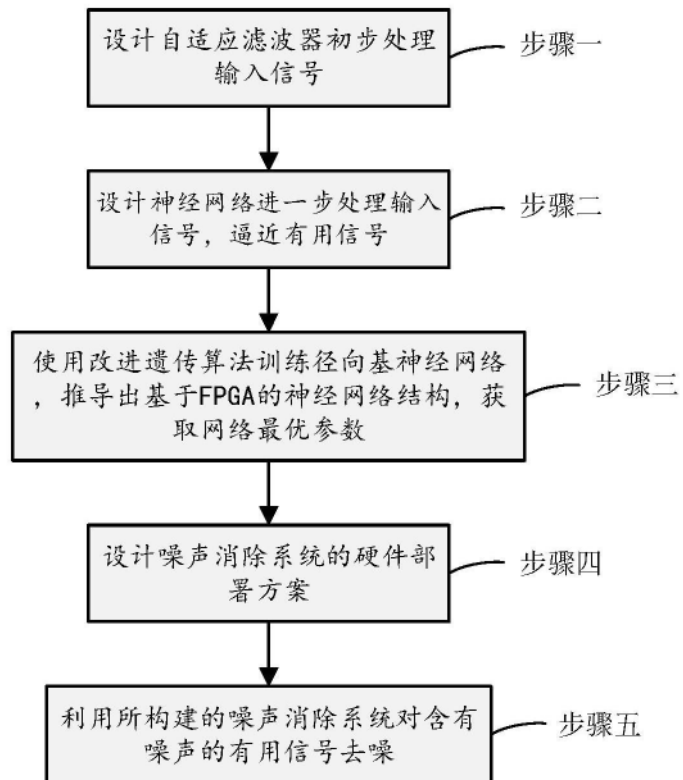 设计自适应滤波器初步处理
输入信号
步骤一
设计神经网络进一步处理输入
信号，逼近有用信号
步骤二
使用改进遗传算法训练径向基神经网络
，推导出基于FPGA的神经网络结构，获
取网络最优参数
步骤三
设计噪声消除系统的硬件部
署方案
步骤四
利用所构建的噪声消除系统对含有
噪声的有用信号去噪
步骤五